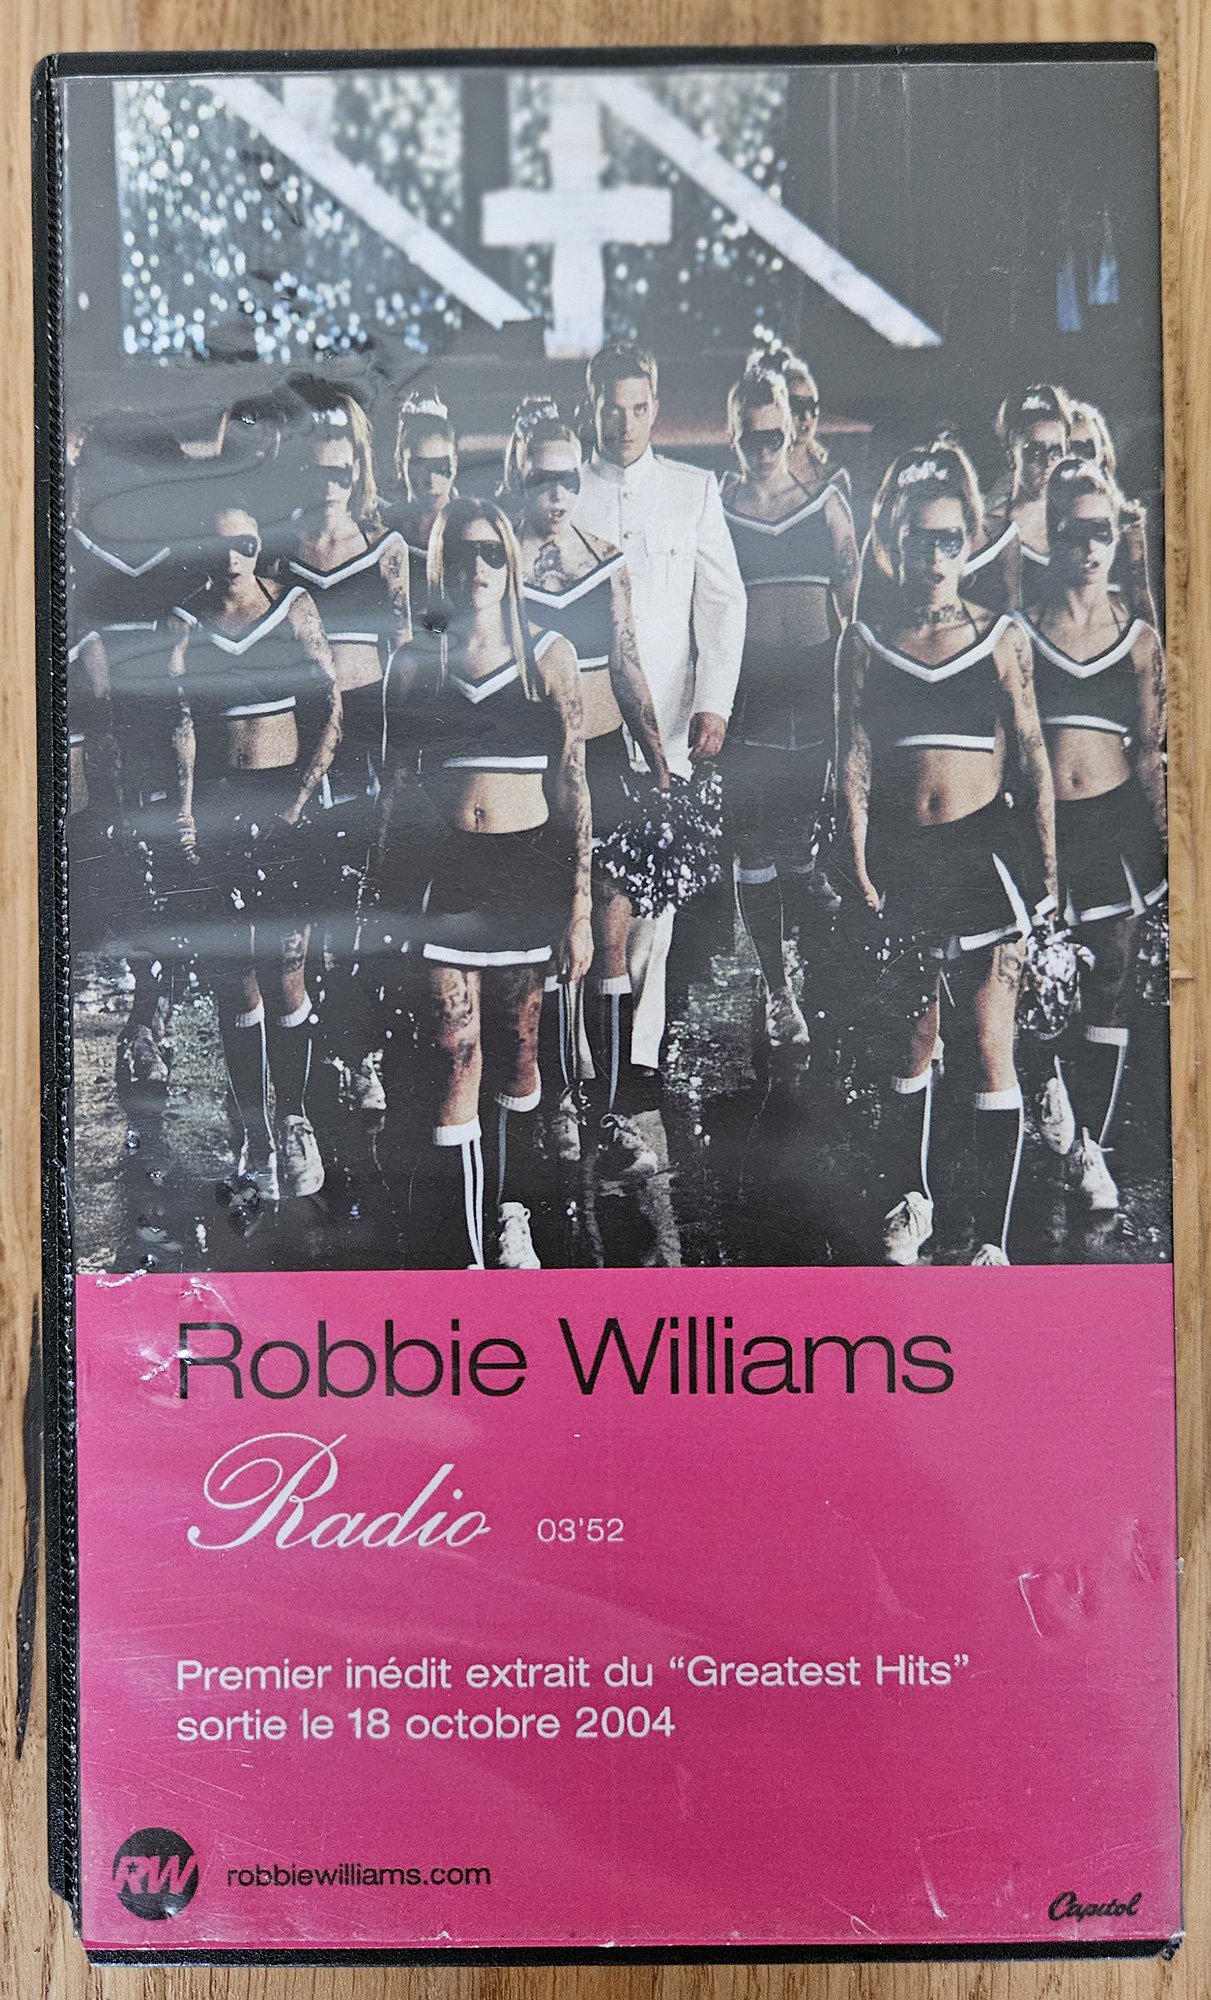 Robbie Williams
Radio 03'52
Premier inédit extrait du “Greatest Hits”
sortie le 18 octobre 2004
RW robbiewilliams.com
Capitol